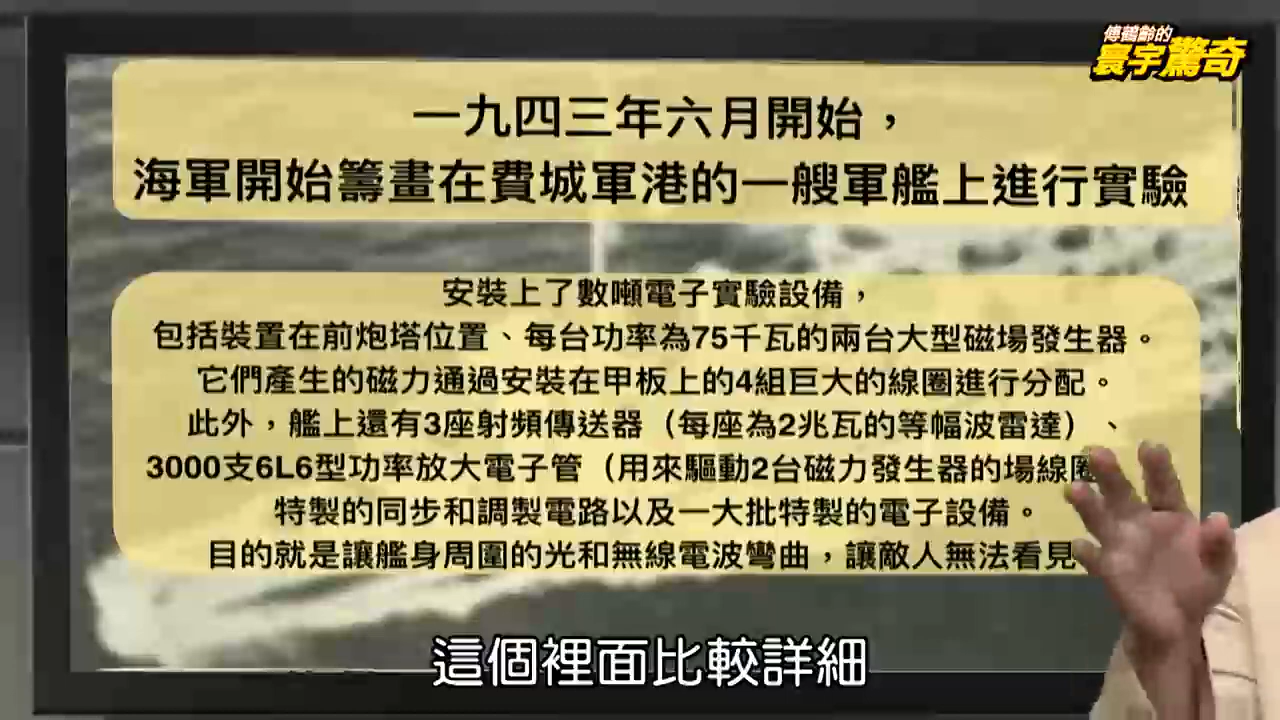 傅鶴齡的
寰宇驚奇
一九四三年六月開始，
海軍開始籌畫在費城軍港的一艘軍艦上進行實驗
安裝上了數噸電子實驗設備，
包括裝置在前炮塔位置、每台功率為75千瓦的兩台大型磁場發生器。
它們產生的磁力通過安裝在甲板上的4組巨大的線圈進行分配。
此外，艦上還有3座射頻傳送器（每座為2兆瓦的等幅波雷達）、
3000支6L6型功率放大電子管（用來驅動2台磁力發生器的場線圈
特製的同步和調製電路以及一大批特製的電子設備。
目的就是讓艦身周圍的光和無線電波彎曲，讓敵人無法看見
這個裡面比較詳細